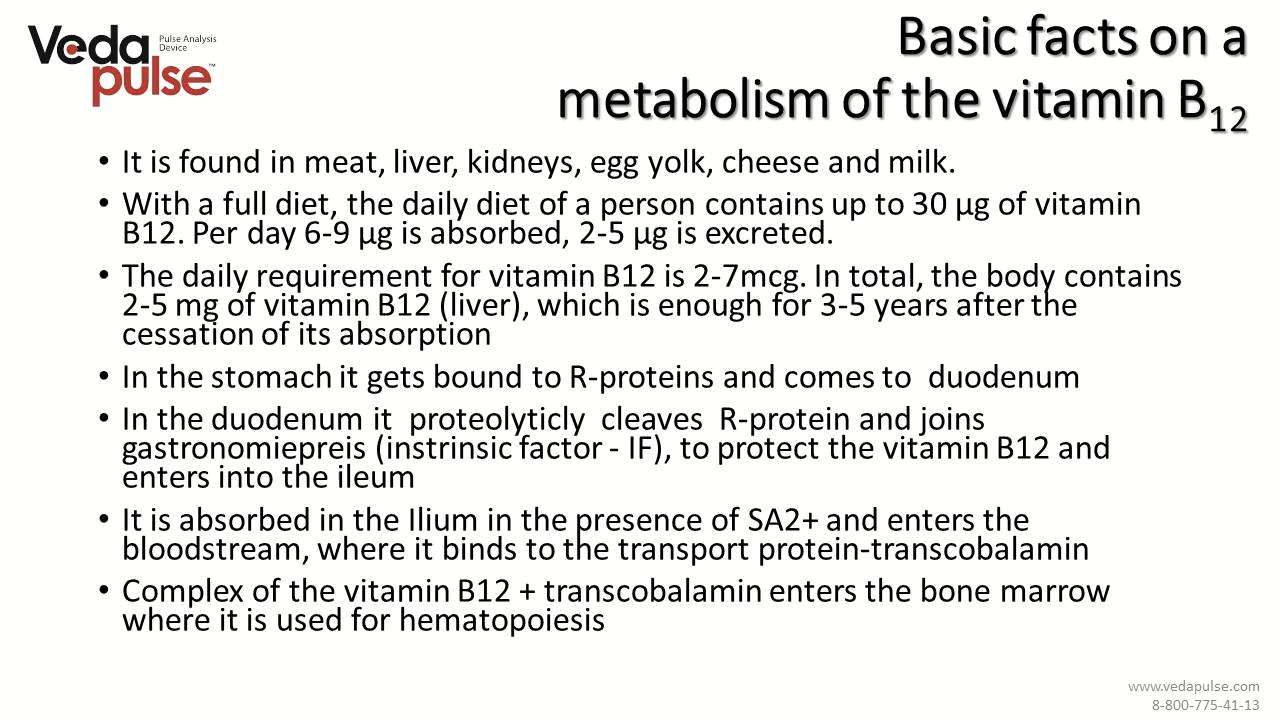 Veda
Pulse Analysis
Device
pulse™
Basic facts on a
metabolism of the vitamin B12
• It is found in meat, liver, kidneys, egg yolk, cheese and milk.
• With a full diet, the daily diet of a person contains up to 30 µg of vitamin
B12. Per day 6-9 µg is absorbed, 2-5 µg is excreted.
• The daily requirement for vitamin B12 is 2-7mcg. In total, the body contains
2-5 mg of vitamin B12 (liver), which is enough for 3-5 years after the
cessation of its absorption
• In the stomach it gets bound to R-proteins and comes to duodenum
• In the duodenum it proteolyticly cleaves R-protein and joins
gastronomiepreis (instrinsic factor - IF), to protect the vitamin B12 and
enters into the ileum
• It is absorbed in the Ilium in the presence of SA2+ and enters the
bloodstream, where it binds to the transport protein-transcobalamin
• Complex of the vitamin B12 + transcobalamin enters the bone marrow
where it is used for hematopoiesis
www.vedapulse.com
8-800-775-41-13